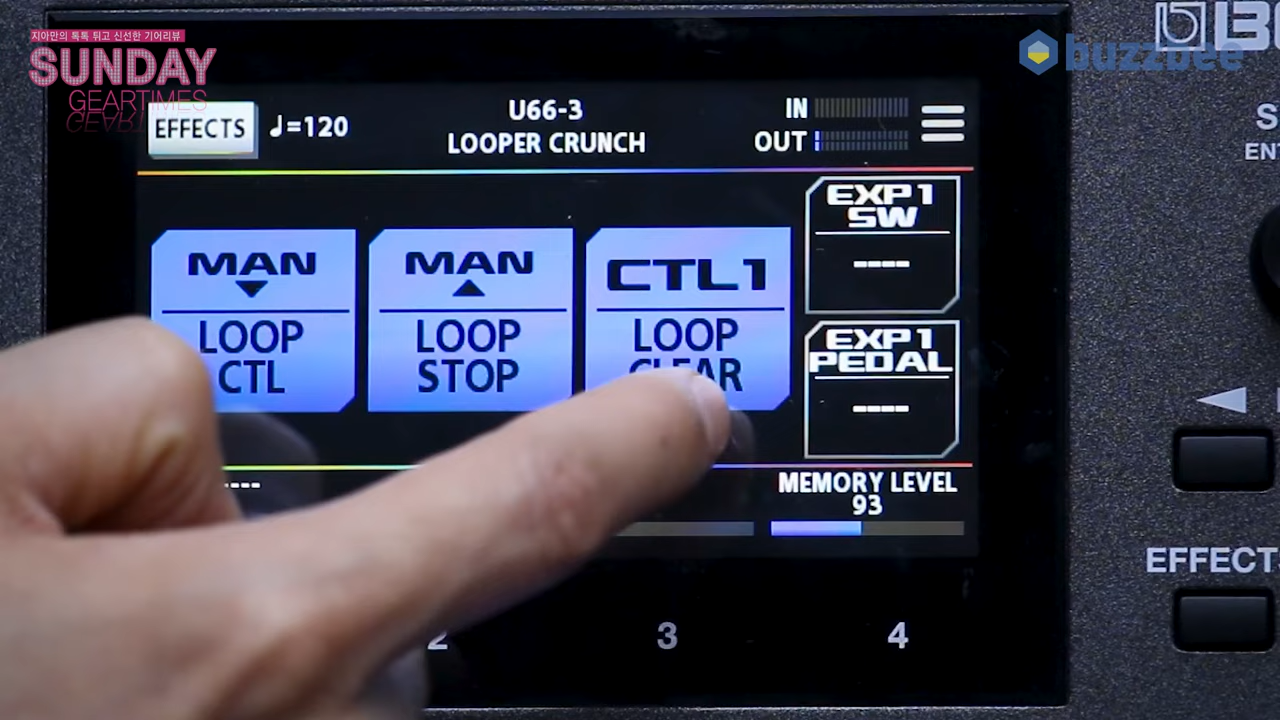 지아만의 톡톡 튀고 신선한 기어리뷰
SUNDAY
GEARTIMES
buzzbee
EFFECTS
♩=120
U66-3
LOOPER CRUNCH
IN
OUT
MAN
LOOP
CTL
MAN
LOOP
STOP
CTL1
LOOP
CLEAR
EXP1
SW
----
EXP1
PEDAL
----
----
MEMORY LEVEL
93
2
3
4